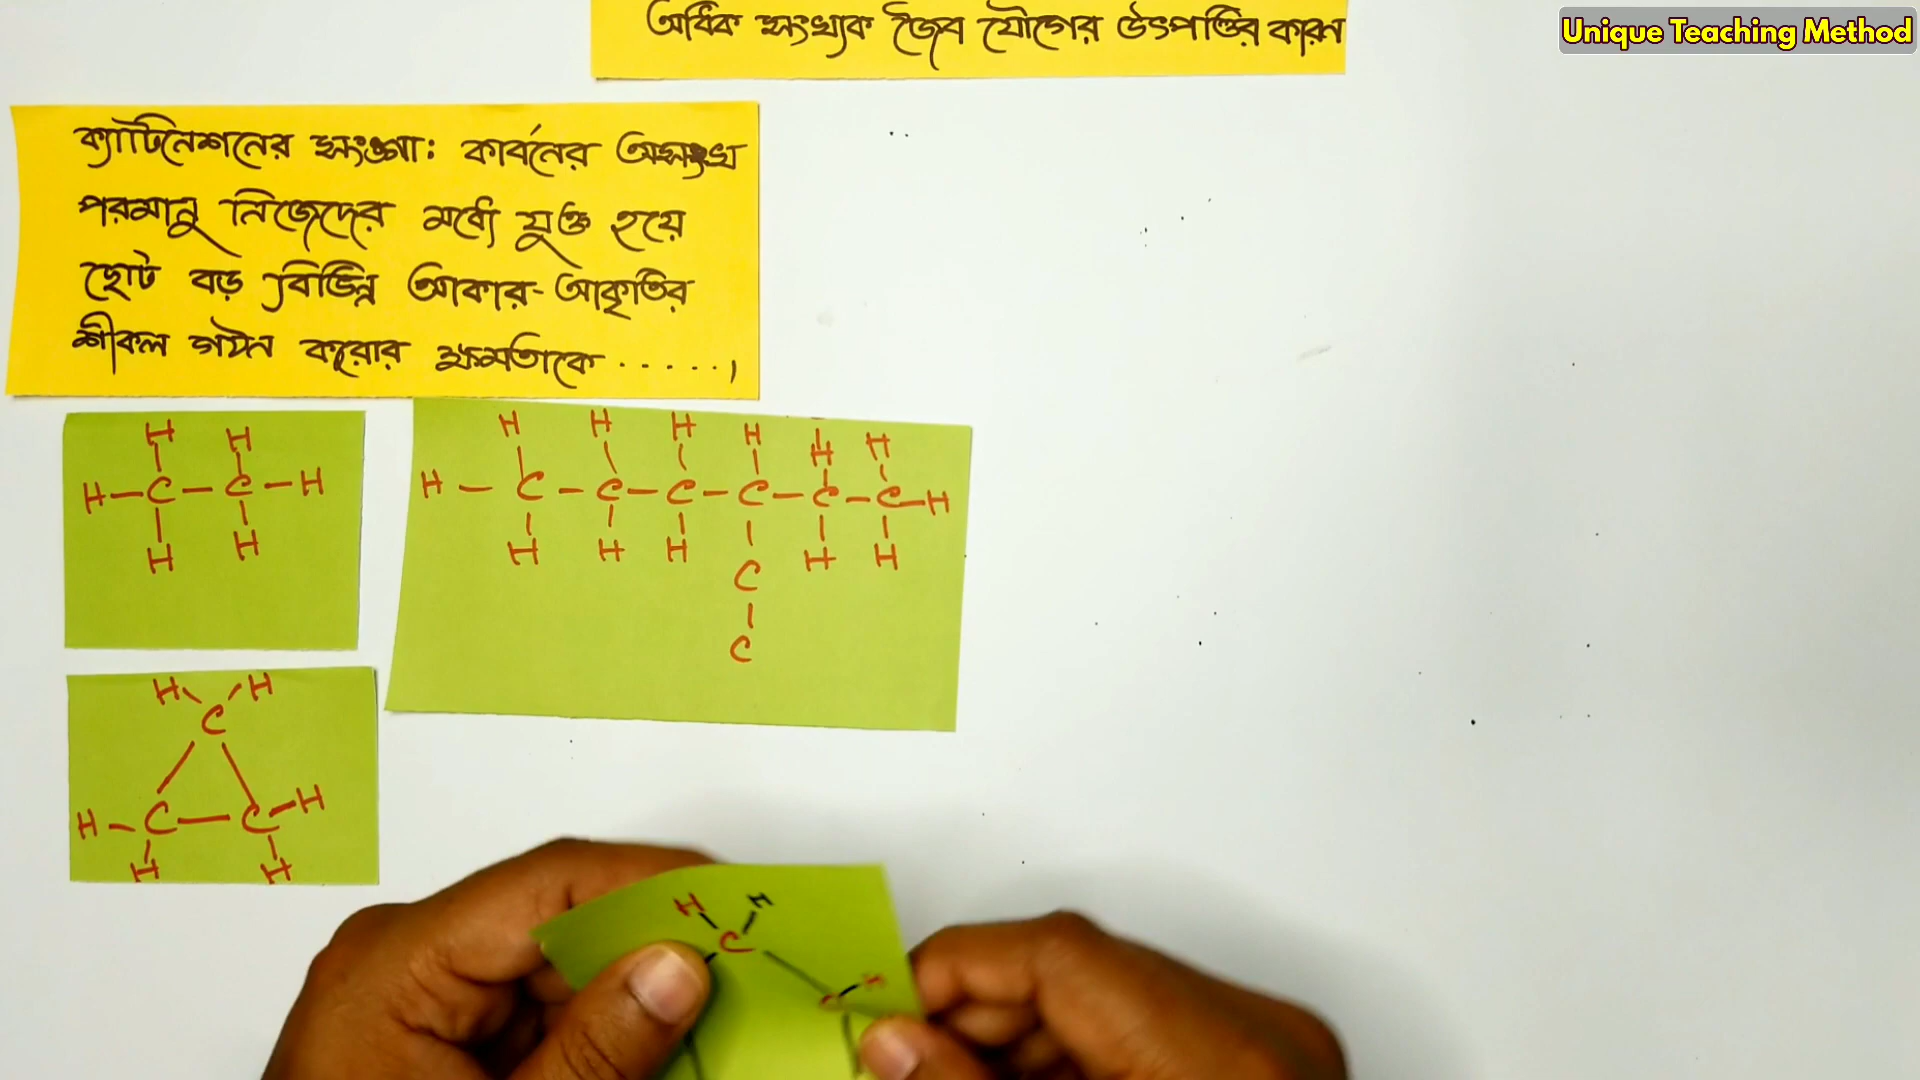 অধিক সংখ্যক জৈব যৌগের উৎপত্তির কারন
Unique Teaching Method
ক্যাটিনেশনের সংজ্ঞা: কার্বনের অসংখ্য
পরমানু নিজেদের মধ্যে যুক্ত হয়ে
ছোট বড় বিভিন্ন আকার-আকৃতির
শীকল গঠন করার ক্ষমতাকে .....,
H H
H-C-C-H
H H
H H H H H H
H-C-C-C-C-C-C-H
H H H H H
C
C
H H
C
H-C-C-H
H H
H H
C
C-H